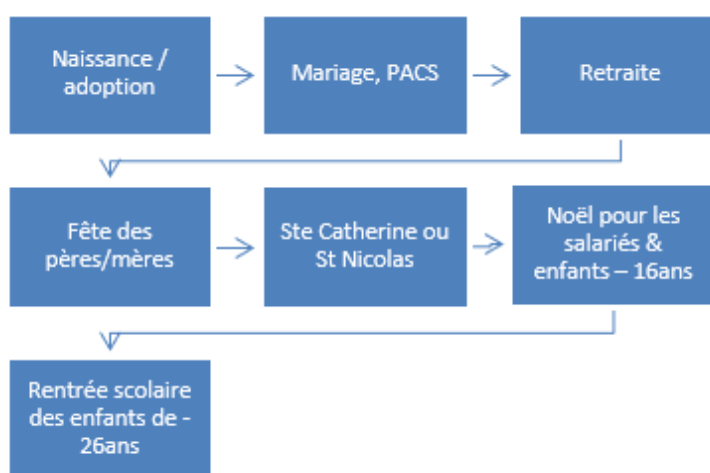 Naissance /
adoption
Mariage, PACS
Retraite
Fête des
pères/mères
Ste Catherine ou
St Nicolas
Noël pour les
salariés &
enfants – 16ans
Rentrée scolaire
des enfants de -
26ans